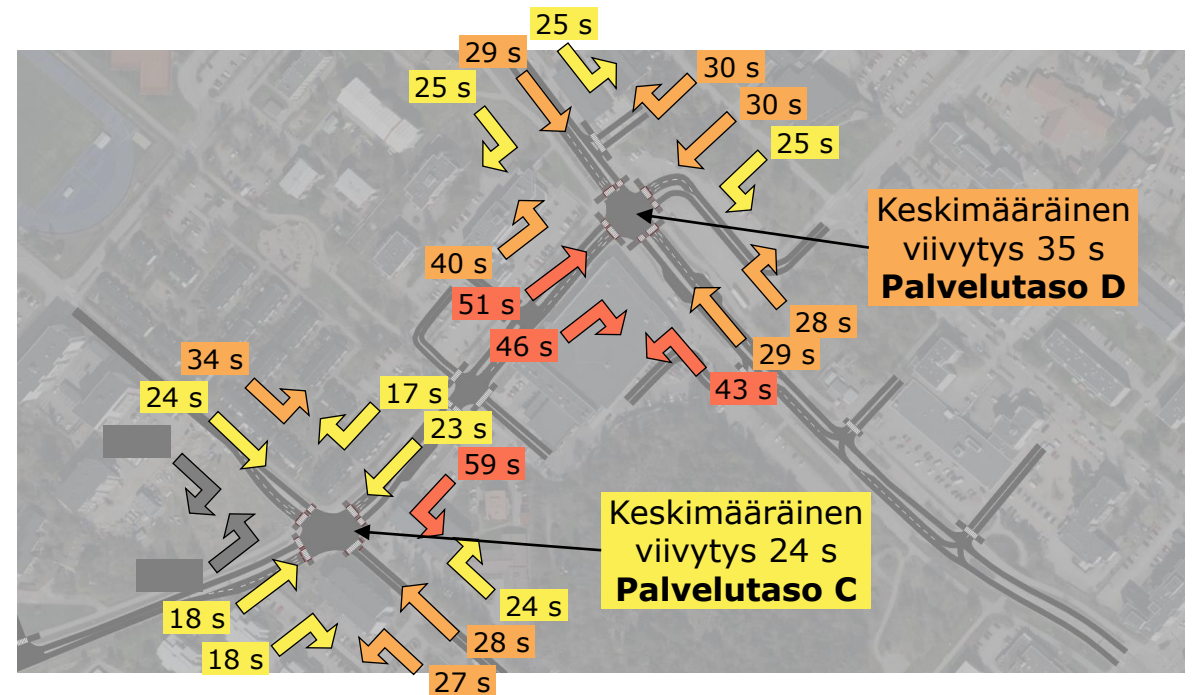 25 s
29 s
25 s
30 s
30 s
25 s
Keskimääräinen
viivytys 35 s
Palvelutaso D
40 s
51 s
46 s
28 s
29 s
43 s
34 s
24 s
17 s
23 s
59 s
Keskimääräinen
viivytys 24 s
Palvelutaso C
24 s
18 s
18 s
28 s
27 s